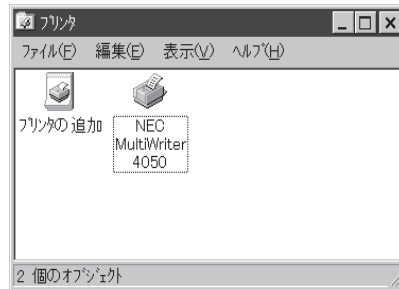 プリンタ
ファイル(F) 編集(E) 表示(V) ヘルプ(H)
プリンタの追加
NEC
MultiWriter
4050
2 個のオブジェクト